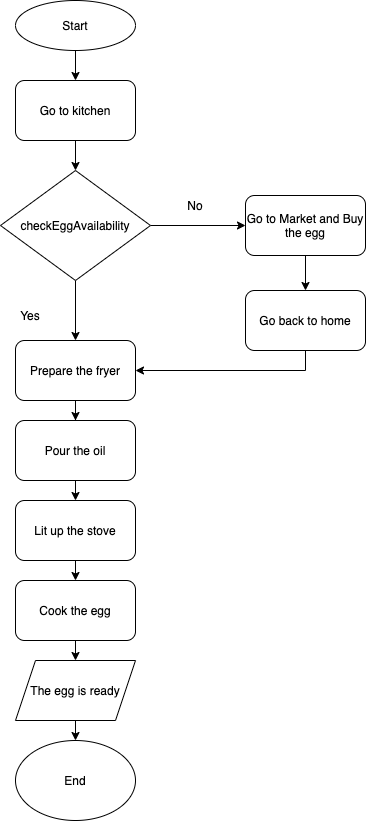 Start
Go to kitchen
checkEggAvailability
No
Go to Market and Buy
the egg
Go back to home
Yes
Prepare the fryer
Pour the oil
Lit up the stove
Cook the egg
The egg is ready
End